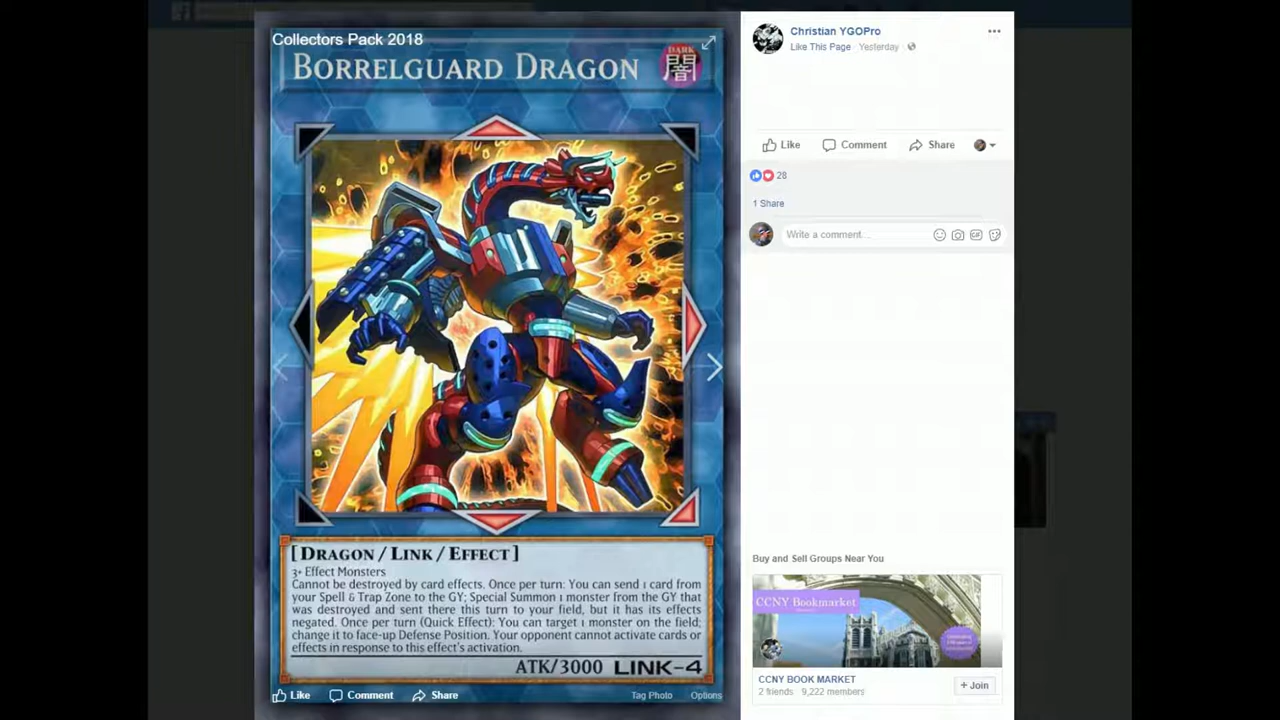 Collectors Pack 2018
BORRELGUARD DRAGON
DARK
闇
[ DRAGON / LINK / EFFECT ]
3+ Effect Monsters
Cannot be destroyed by card effects. Once per turn: You can send 1 card from
your Spell & Trap Zone to the GY; Special Summon 1 monster from the GY that
was destroyed and sent there this turn to your field, but it has its effects
negated. Once per turn (Quick Effect): You can target 1 monster on the field;
change it to face-up Defense Position. Your opponent cannot activate cards or
effects in response to this effect's activation.
ATK/3000 LINK-4
Like Comment Share
Tag Photo Options
Christian YGOPro
Like This Page Yesterday
Like Comment Share
28
1 Share
Write a comment...
GIF
Buy and Sell Groups Near You
CCNY Bookmarket
CCNY BOOK MARKET
2 friends 9,222 members
+ Join